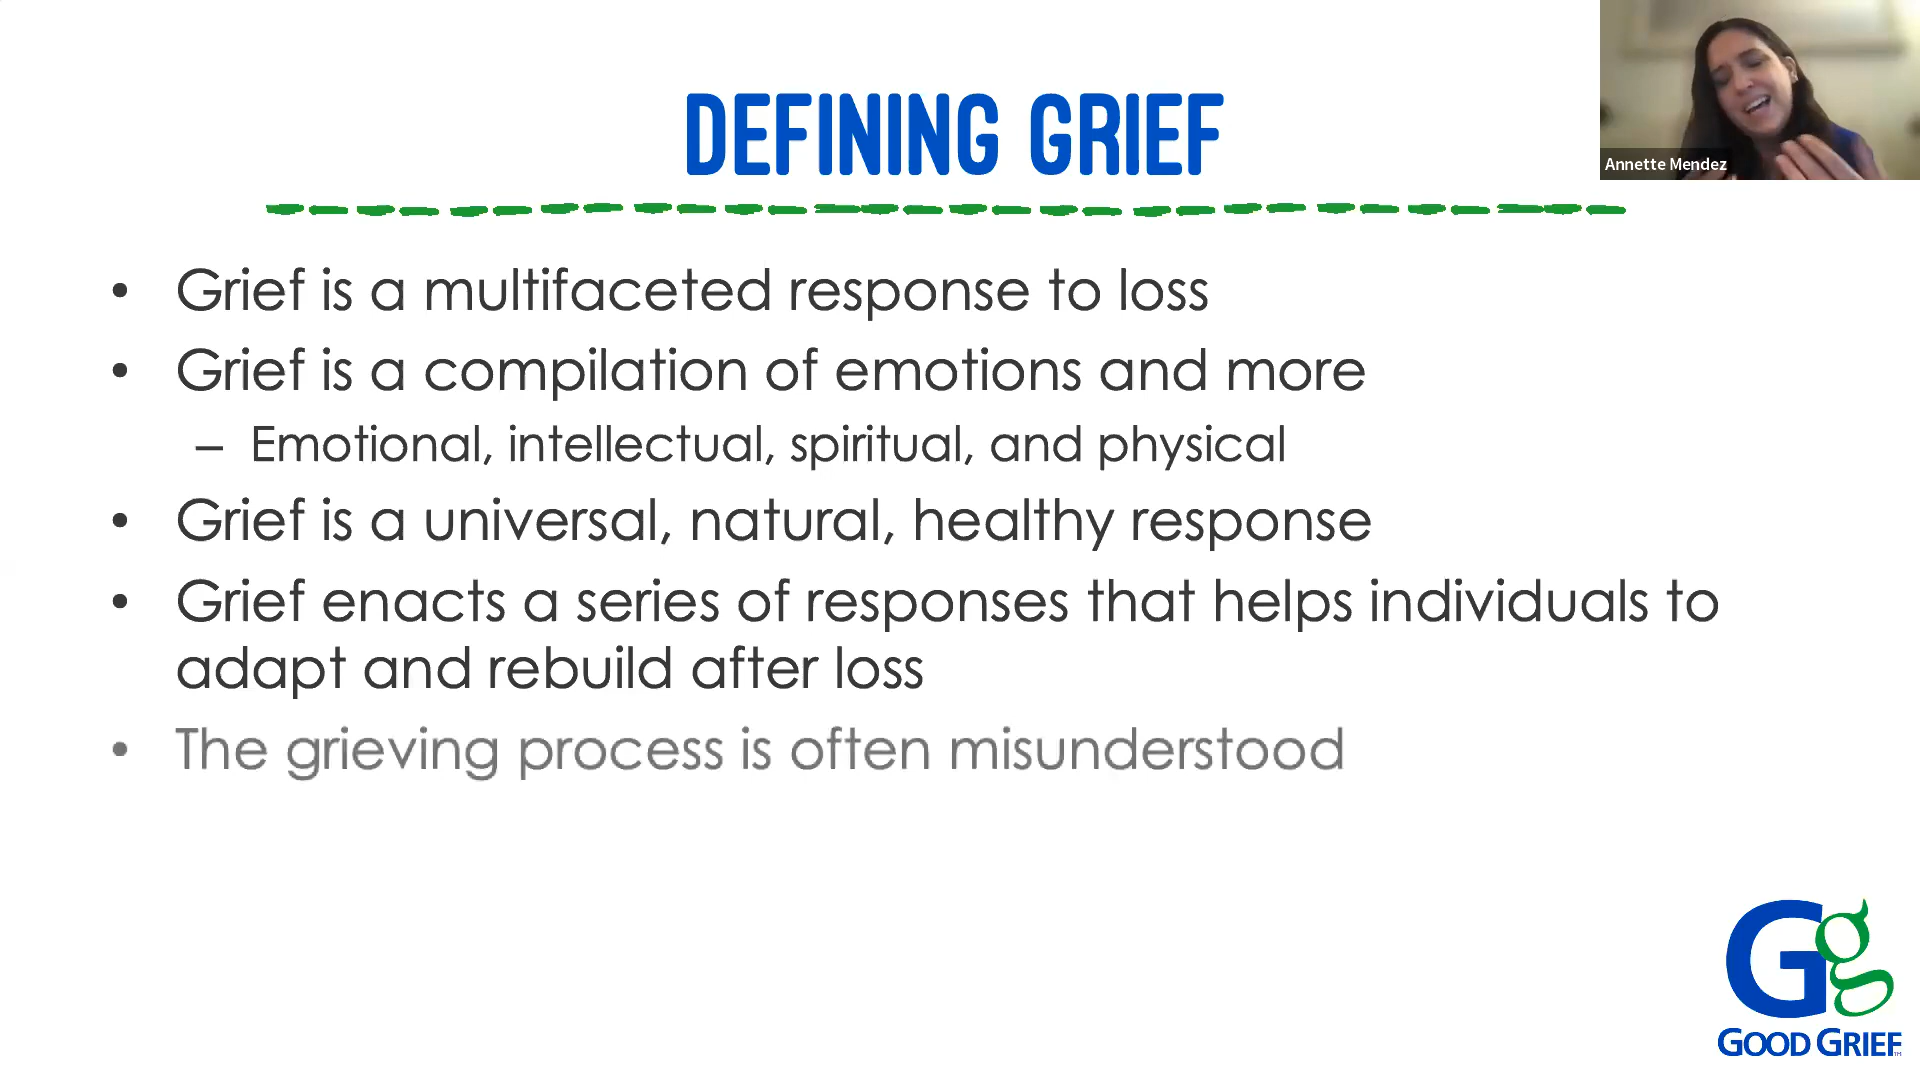 DEFINING GRIEF
Annette Mendez
• Grief is a multifaceted response to loss
• Grief is a compilation of emotions and more
– Emotional, intellectual, spiritual, and physical
• Grief is a universal, natural, healthy response
• Grief enacts a series of responses that helps individuals to
adapt and rebuild after loss
• The grieving process is often misunderstood
Gg
GOOD GRIEF™